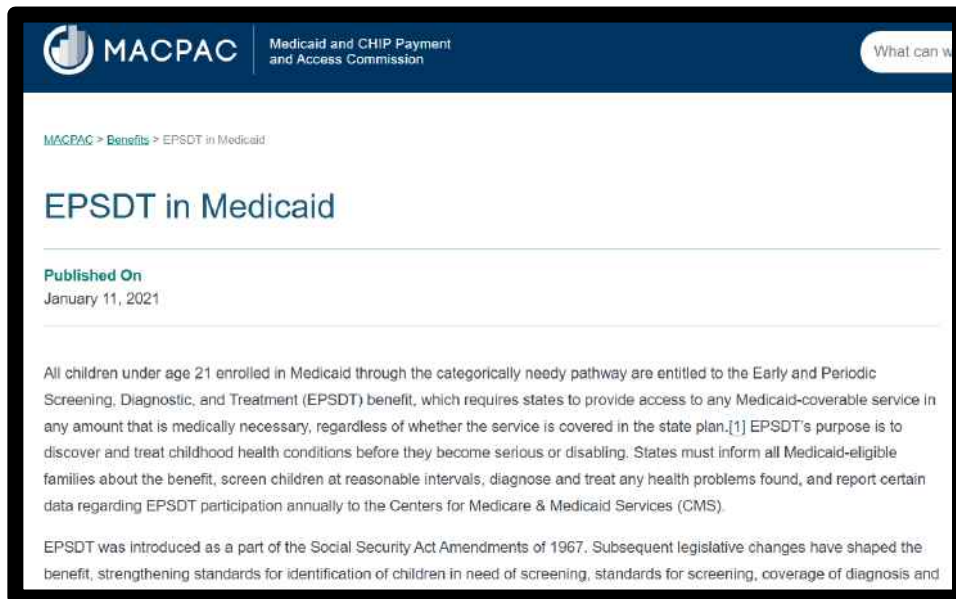 MACPAC
Medicaid and CHIP Payment
and Access Commission
What can w
MACPAC > Benefits > EPSDT in Medicaid
EPSDT in Medicaid
Published On
January 11, 2021
All children under age 21 enrolled in Medicaid through the categorically needy pathway are entitled to the Early and Periodic
Screening, Diagnostic, and Treatment (EPSDT) benefit, which requires states to provide access to any Medicaid-coverable service in
any amount that is medically necessary, regardless of whether the service is covered in the state plan.[1] EPSDT's purpose is to
discover and treat childhood health conditions before they become serious or disabling. States must inform all Medicaid-eligible
families about the benefit, screen children at reasonable intervals, diagnose and treat any health problems found, and report certain
data regarding EPSDT participation annually to the Centers for Medicare & Medicaid Services (CMS).
EPSDT was introduced as a part of the Social Security Act Amendments of 1967. Subsequent legislative changes have shaped the
benefit, strengthening standards for identification of children in need of screening, standards for screening, coverage of diagnosis and